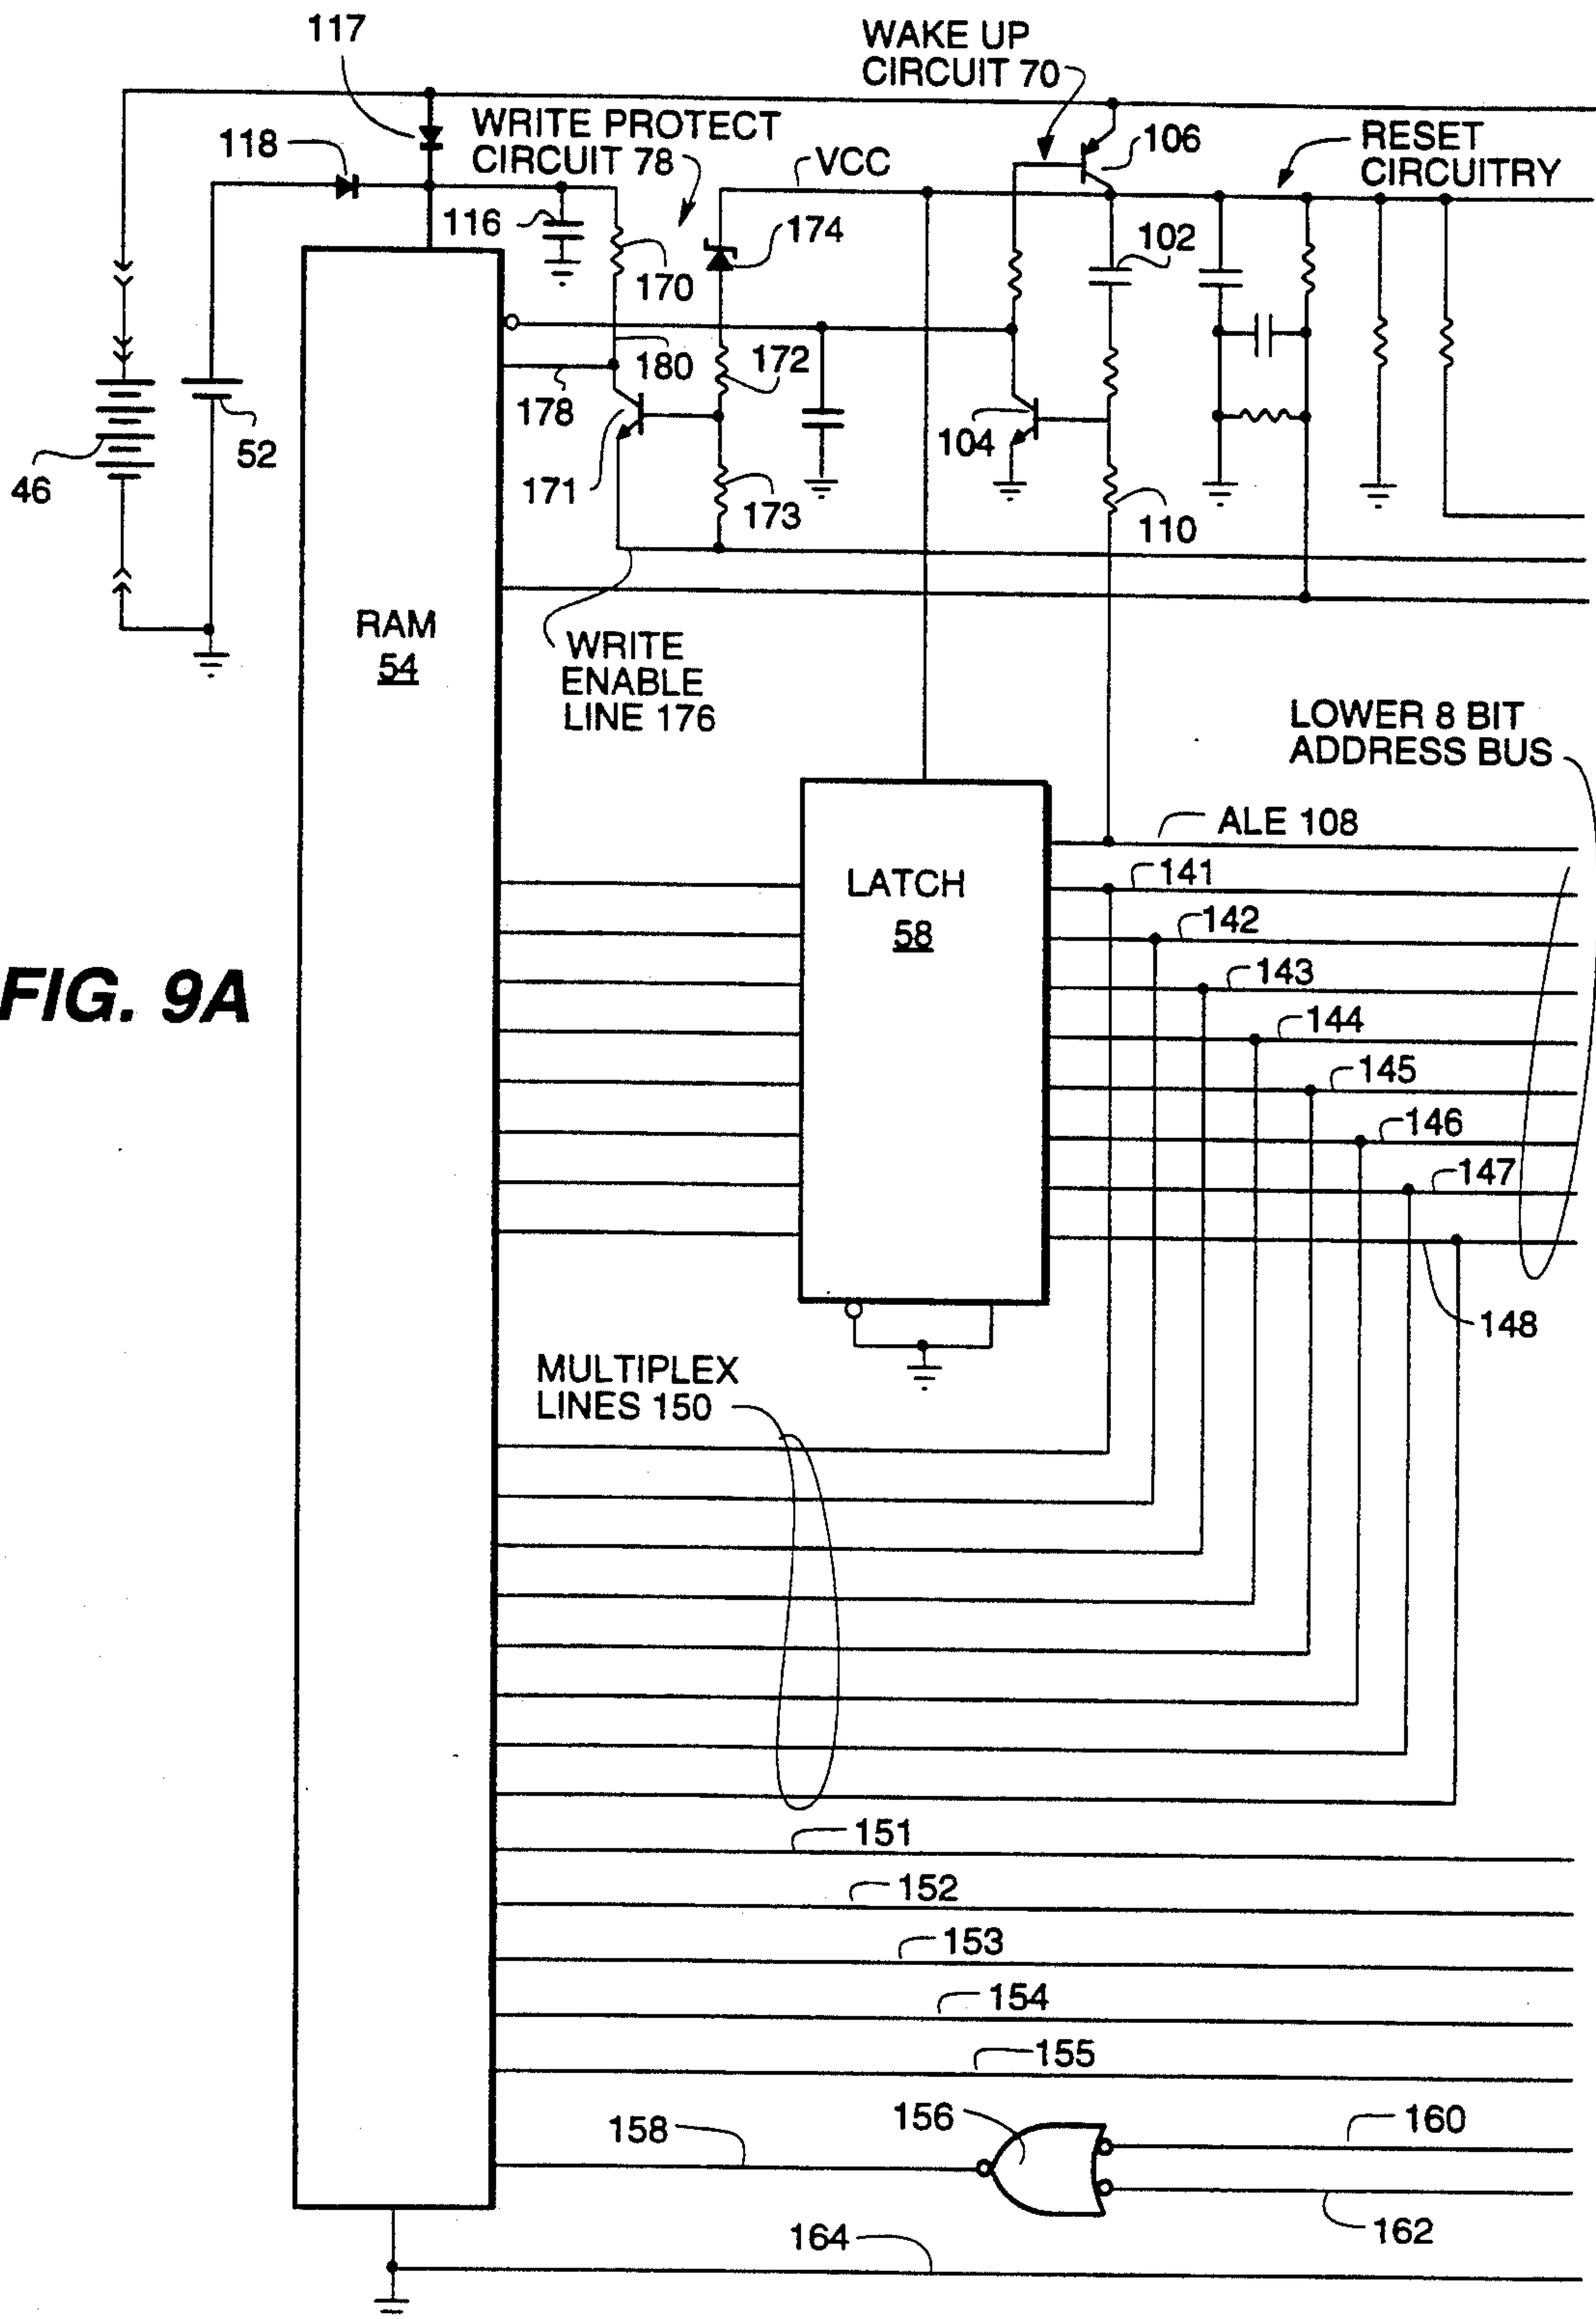 117
WAKE UP
CIRCUIT 70
118
WRITE PROTECT
CIRCUIT 78
VCC
106
RESET
CIRCUITRY
116
174
102
170
180
172
178
52
104
46
171
173
110
RAM
54
WRITE
ENABLE
LINE 176
LOWER 8 BIT
ADDRESS BUS
ALE 108
LATCH
58
141
142
143
144
145
146
147
148
FIG. 9A
MULTIPLEX
LINES 150
151
152
153
154
155
156
158
160
162
164